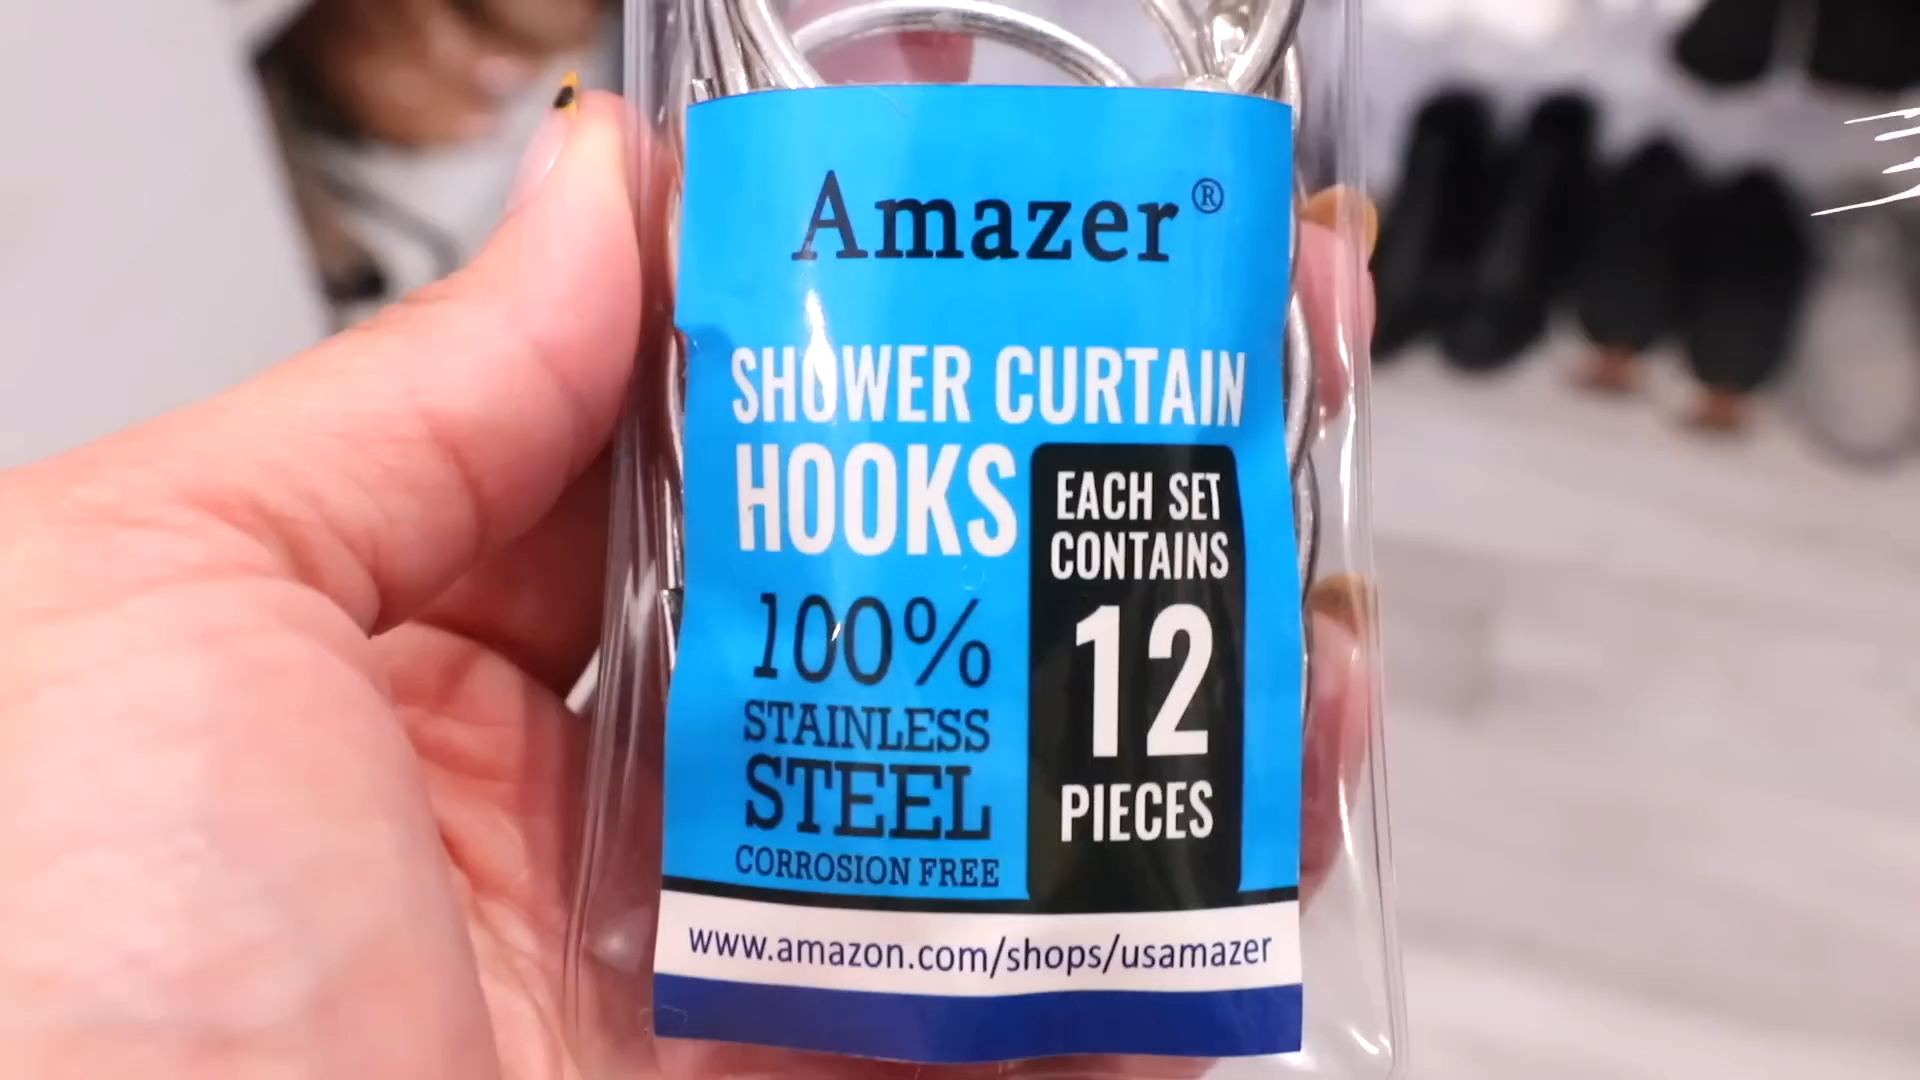 Amazer®
SHOWER CURTAIN
HOOKS
100%
STAINLESS
STEEL
CORROSION FREE
EACH SET
CONTAINS
12
PIECES
www.amazon.com/shops/usamazer